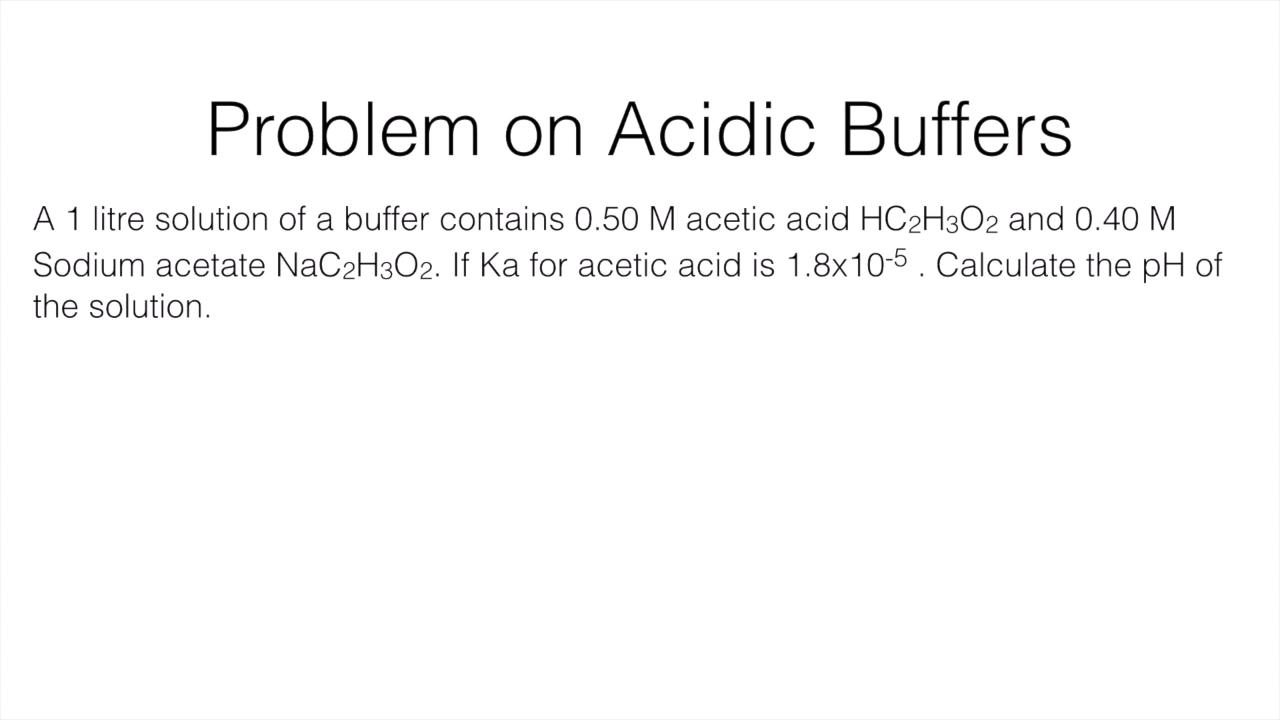 Problem on Acidic Buffers
A 1 litre solution of a buffer contains 0.50 M acetic acid HC₂H₃O₂ and 0.40 M
Sodium acetate NaC₂H₃O₂. If Ka for acetic acid is 1.8x10⁻⁵ . Calculate the pH of
the solution.